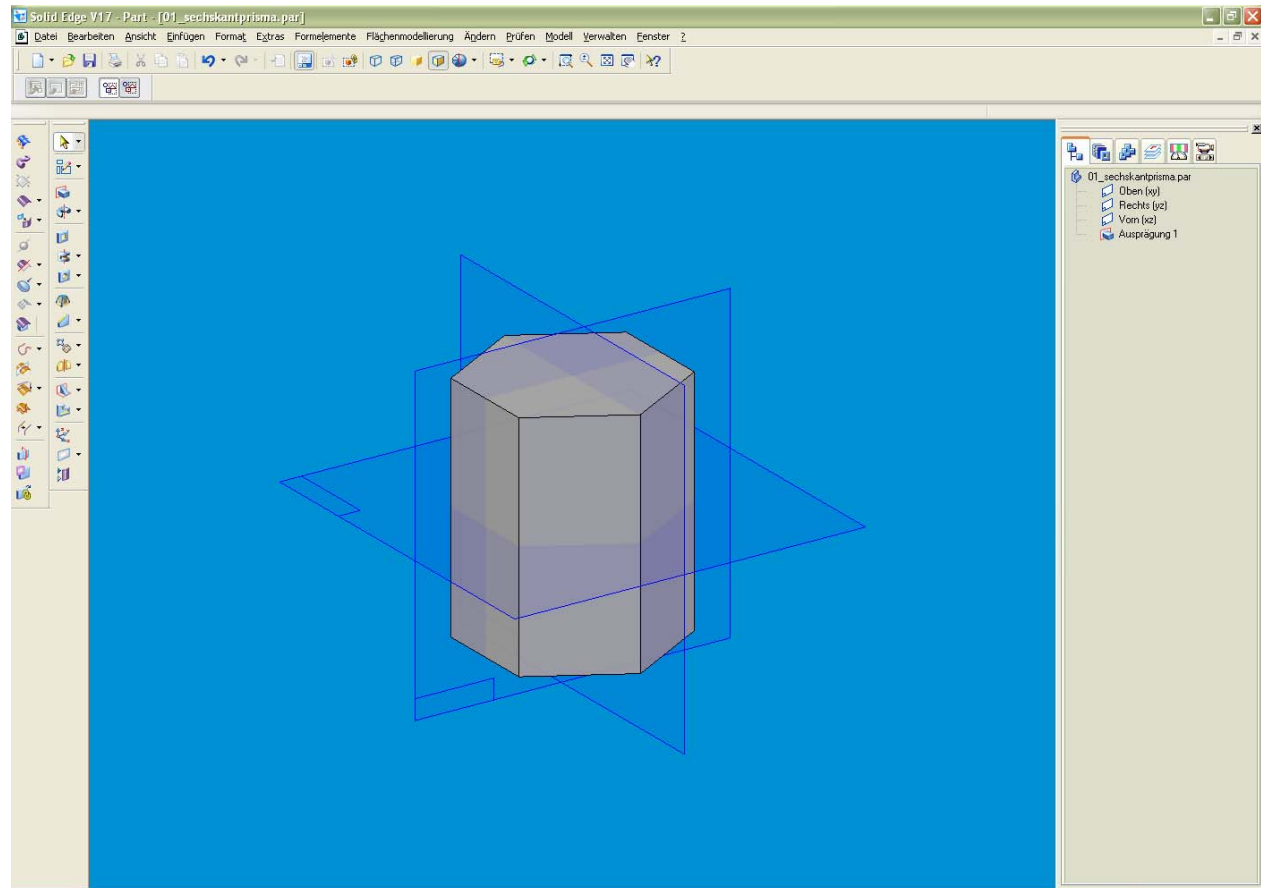 Solid Edge V17 - Part - [01_sechskantprisma.par]
Datei Bearbeiten Ansicht Einfügen Format Extras Formelemente Flächenmodellierung Ändern Prüfen Modell Verwalten Fenster ?
01_sechskantprisma.par
Oben (xy)
Rechts (yz)
Vorn (xz)
Ausprägung 1